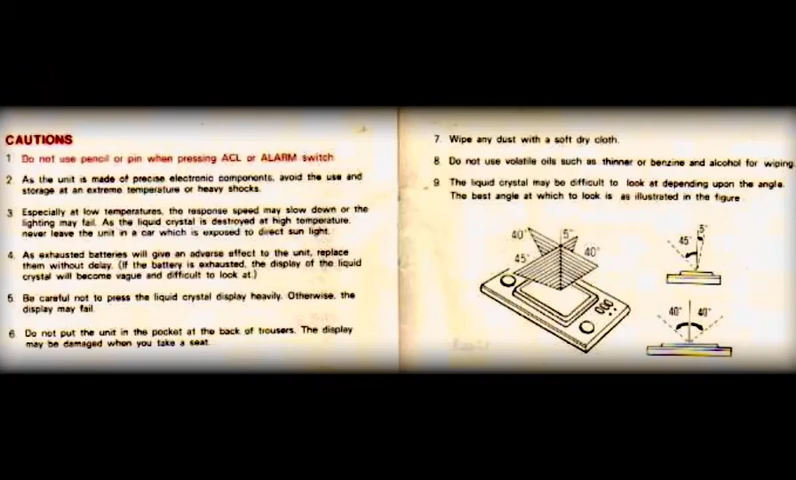 CAUTIONS
1 Do not use pencil or pin when pressing ACL or ALARM switch
2. As the unit is made of precise electronic components, avoid the use and
storage at an extreme temperature or heavy shocks.
3. Especially at low temperatures, the response speed may slow down or the
lighting may fail. As the liquid crystal is destroyed at high temperature,
never leave the unit in a car which is exposed to direct sun light.
4. As exhausted batteries will give an adverse effect to the unit, replace
them without delay. (If the battery is exhausted, the display of the liquid
crystal will become vague and difficult to look at.)
5. Be careful not to press the liquid crystal display heavily. Otherwise, the
display may fail.
6. Do not put the unit in the pocket at the back of trousers. The display
may be damaged when you take a seat.
7. Wipe any dust with a soft dry cloth.
8. Do not use volatile oils such as thinner or benzine and alcohol for wiping.
9. The liquid crystal may be difficult to look at depending upon the angle.
The best angle at which to look is as illustrated in the figure.
40° 5°
45° 40°
5°
45°
40° 40°